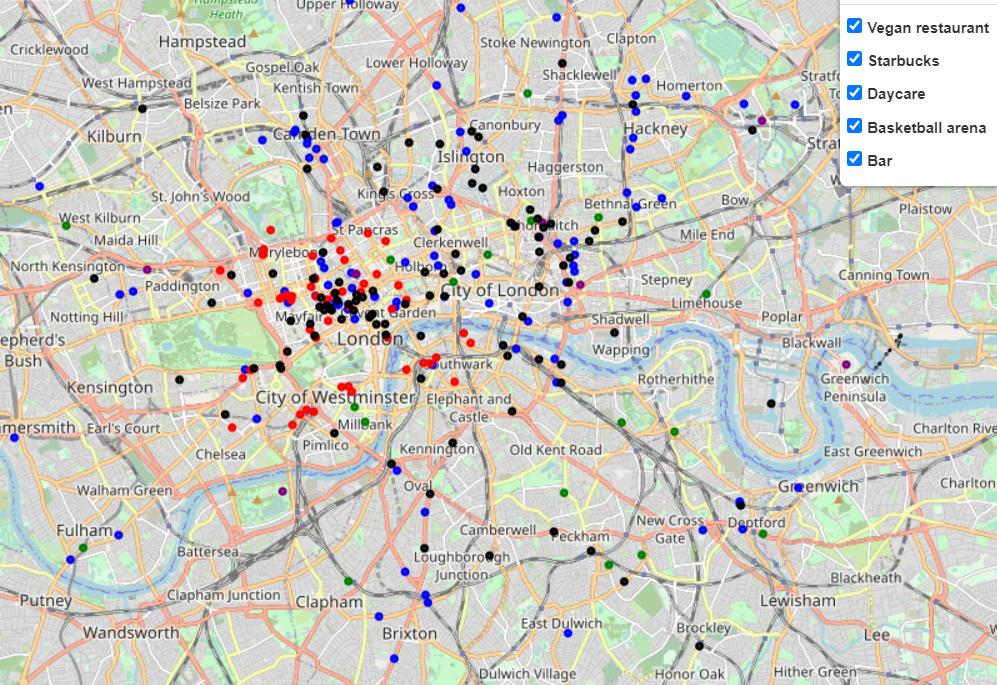 Upper Holloway
Hampstead
Heath
Vegan restaurant
Cricklewood
Hampstead
Stoke Newington
Clapton
Gospel Oak
Lower Holloway
Starbucks
Shacklewell
West Hampstead
Kentish Town
Homerton
Daycare
Belsize Park
Canonbury
Hackney
Basketball arena
Kilburn
Camden Town
Islington
Haggerston
Bar
St. John's Wood
King's Cross
Hoxton
Bethnal Green
Bow
Plaistow
West Kilburn
St Pancras
Maida Hill
Clerkenwell
Mile End
North Kensington
Marylebone
Holborn
Stepney
Canning Town
Paddington
City of London
Limehouse
Notting Hill
Mayfair
Covent Garden
Shadwell
Poplar
Shepherd's
Bush
London
Wapping
Blackwall
Southwark
Kensington
Rotherhithe
Greenwich
Peninsula
City of Westminster
Elephant and
Castle
Hammersmith
Earl's Court
Millbank
Charlton Rive
Chelsea
Pimlico
Kennington
Old Kent Road
East Greenwich
Walham Green
Oval
Greenwich
Charlton
Fulham
Camberwell
Peckham
New Cross
Gate
Deptford
Battersea
Loughborough
Junction
Blackheath
Putney
Clapham Junction
Clapham
Lewisham
Wandsworth
Brixton
East Dulwich
Brockley
Lee
Dulwich Village
Honor Oak
Hither Green